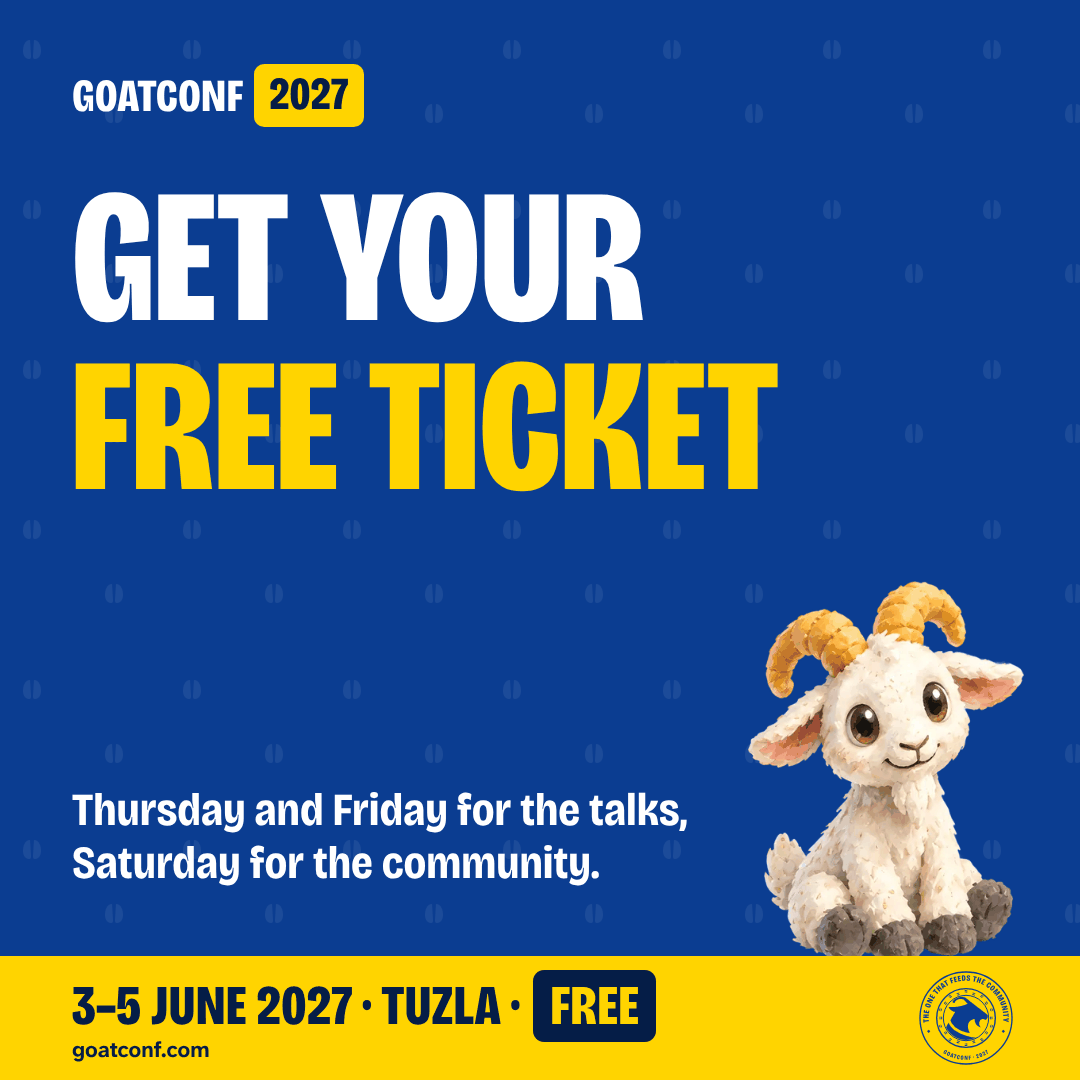 GOATCONF 2027
GET YOUR
FREE TICKET
Thursday and Friday for the talks,
Saturday for the community.
3–5 JUNE 2027 · TUZLA · FREE
goatconf.com
THE ONE THAT FEEDS THE COMMUNITY
GOATCONF · 2027